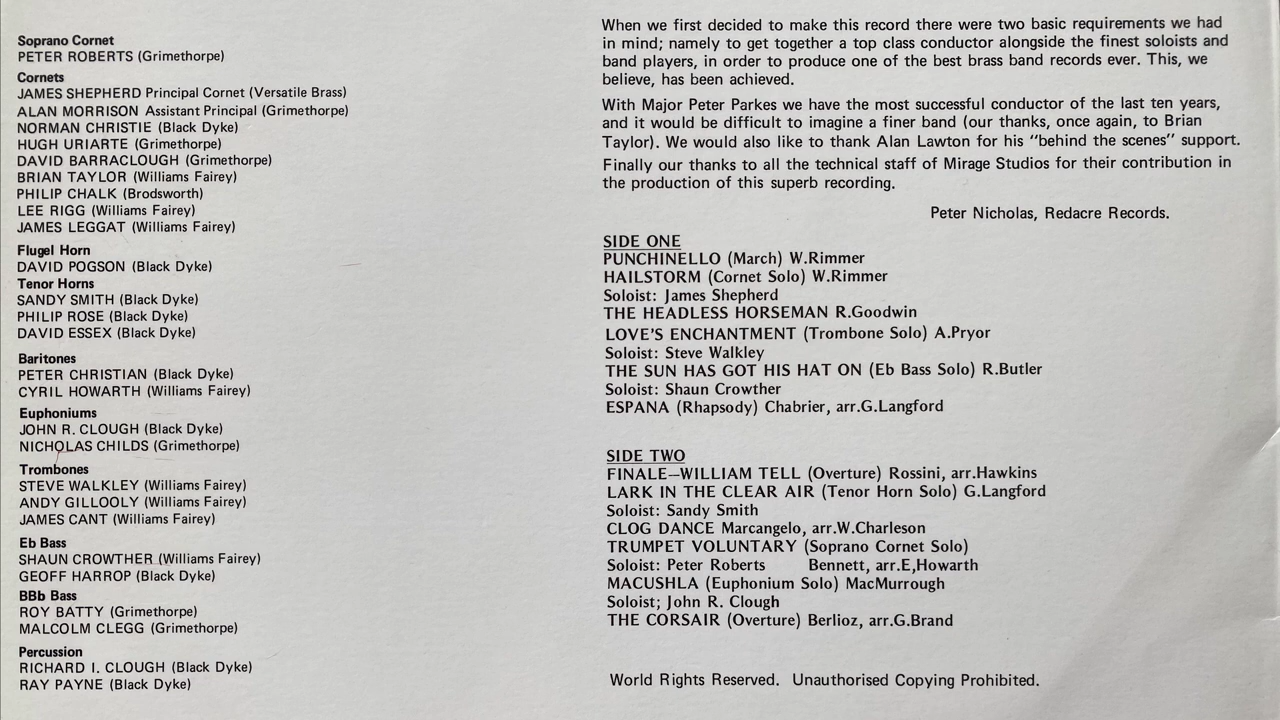 Soprano Cornet
PETER ROBERTS (Grimethorpe)
Cornets
JAMES SHEPHERD Principal Cornet (Versatile Brass)
ALAN MORRISON Assistant Principal (Grimethorpe)
NORMAN CHRISTIE (Black Dyke)
HUGH URIARTE (Grimethorpe)
DAVID BARRACLOUGH (Grimethorpe)
BRIAN TAYLOR (Williams Fairey)
PHILIP CHALK (Brodsworth)
LEE RIGG (Williams Fairey)
JAMES LEGGAT (Williams Fairey)
Flugel Horn
DAVID POGSON (Black Dyke)
Tenor Horns
SANDY SMITH (Black Dyke)
PHILIP ROSE (Black Dyke)
DAVID ESSEX (Black Dyke)
Baritones
PETER CHRISTIAN (Black Dyke)
CYRIL HOWARTH (Williams Fairey)
Euphoniums
JOHN R. CLOUGH (Black Dyke)
NICHOLAS CHILDS (Grimethorpe)
Trombones
STEVE WALKLEY (Williams Fairey)
ANDY GILLOOLY (Williams Fairey)
JAMES CANT (Williams Fairey)
Eb Bass
SHAUN CROWTHER (Williams Fairey)
GEOFF HARROP (Black Dyke)
BBb Bass
ROY BATTY (Grimethorpe)
MALCOLM CLEGG (Grimethorpe)
Percussion
RICHARD I. CLOUGH (Black Dyke)
RAY PAYNE (Black Dyke)
When we first decided to make this record there were two basic requirements we had
in mind; namely to get together a top class conductor alongside the finest soloists and
band players, in order to produce one of the best brass band records ever. This, we
believe, has been achieved.
With Major Peter Parkes we have the most successful conductor of the last ten years,
and it would be difficult to imagine a finer band (our thanks, once again, to Brian
Taylor). We would also like to thank Alan Lawton for his "behind the scenes" support.
Finally our thanks to all the technical staff of Mirage Studios for their contribution in
the production of this superb recording.
Peter Nicholas, Redacre Records.
SIDE ONE
PUNCHINELLO (March) W.Rimmer
HAILSTORM (Cornet Solo) W.Rimmer
Soloist: James Shepherd
THE HEADLESS HORSEMAN R.Goodwin
LOVE'S ENCHANTMENT (Trombone Solo) A.Pryor
Soloist: Steve Walkley
THE SUN HAS GOT HIS HAT ON (Eb Bass Solo) R.Butler
Soloist: Shaun Crowther
ESPANA (Rhapsody) Chabrier, arr.G.Langford
SIDE TWO
FINALE—WILLIAM TELL (Overture) Rossini, arr.Hawkins
LARK IN THE CLEAR AIR (Tenor Horn Solo) G.Langford
Soloist: Sandy Smith
CLOG DANCE Marcangelo, arr.W.Charleson
TRUMPET VOLUNTARY (Soprano Cornet Solo)
Soloist: Peter Roberts Bennett, arr.E,Howarth
MACUSHLA (Euphonium Solo) MacMurrough
Soloist; John R. Clough
THE CORSAIR (Overture) Berlioz, arr.G.Brand
World Rights Reserved. Unauthorised Copying Prohibited.